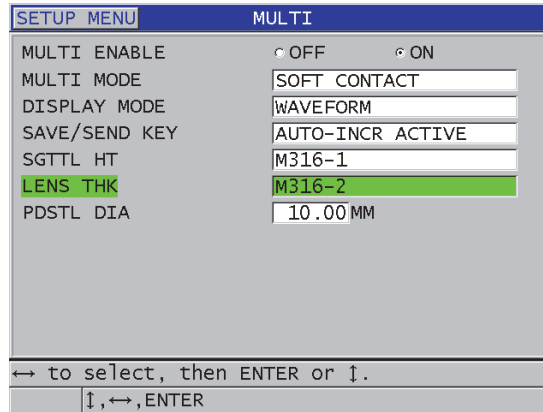 SETUP MENU MULTI
MULTI ENABLE OFF ON
MULTI MODE SOFT CONTACT
DISPLAY MODE WAVEFORM
SAVE/SEND KEY AUTO-INCR ACTIVE
SGTTL HT M316-1
LENS THK M316-2
PDSTL DIA 10.00 MM
↔ to select, then ENTER or ↕.
↕,↔,ENTER